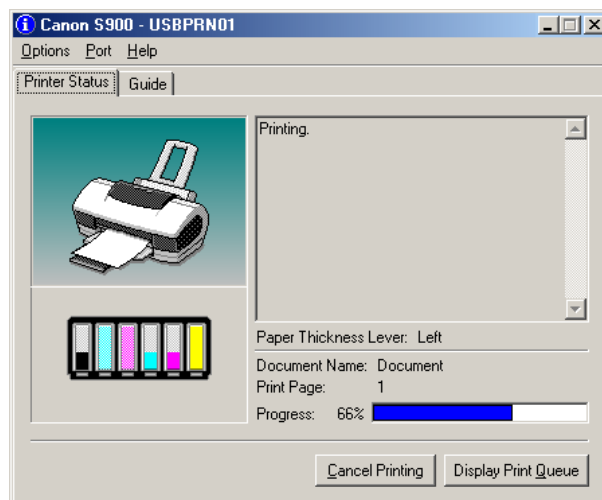 Canon S900 - USBPRN01
Options Port Help
Printer Status Guide
Printing.
Paper Thickness Lever: Left
Document Name: Document
Print Page: 1
Progress: 66%
Cancel Printing Display Print Queue